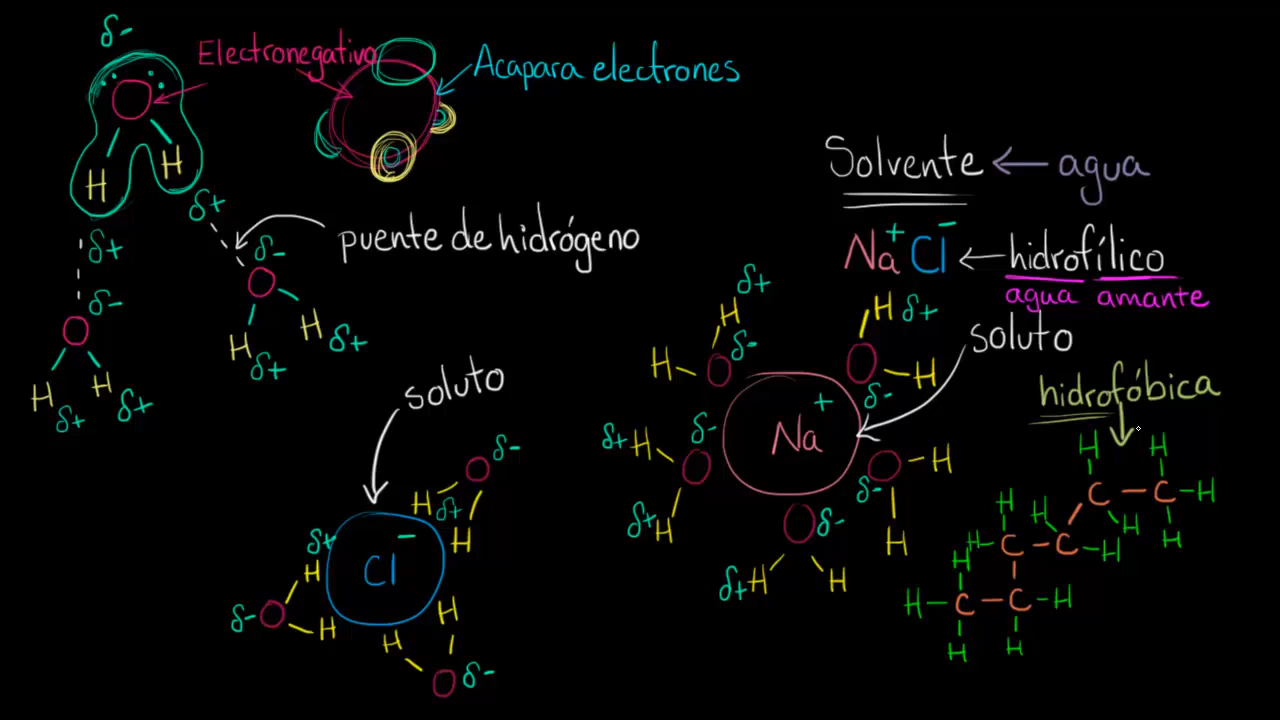 δ-
Electronegativo
Acapara electrones
O
H H
δ+
δ+
puente de hidrógeno
δ-
O
H δ+
H δ+
δ-
O
H δ+
H δ+
Solvente ← agua
Na+ Cl- ← hidrofílico
agua amante
soluto
hidrofóbica
soluto
Na+
δ+
H
H O δ-
H δ+
O H
δ-
δ+ H δ-
O
δ+ H
O H
δ-
H
O δ-
δ+ H H
Cl-
O δ-
H δ+
H
δ+
H
δ- O H
H
H
O δ-
H H
C C H
H H
H H
H C C H
H
H C C H
H H